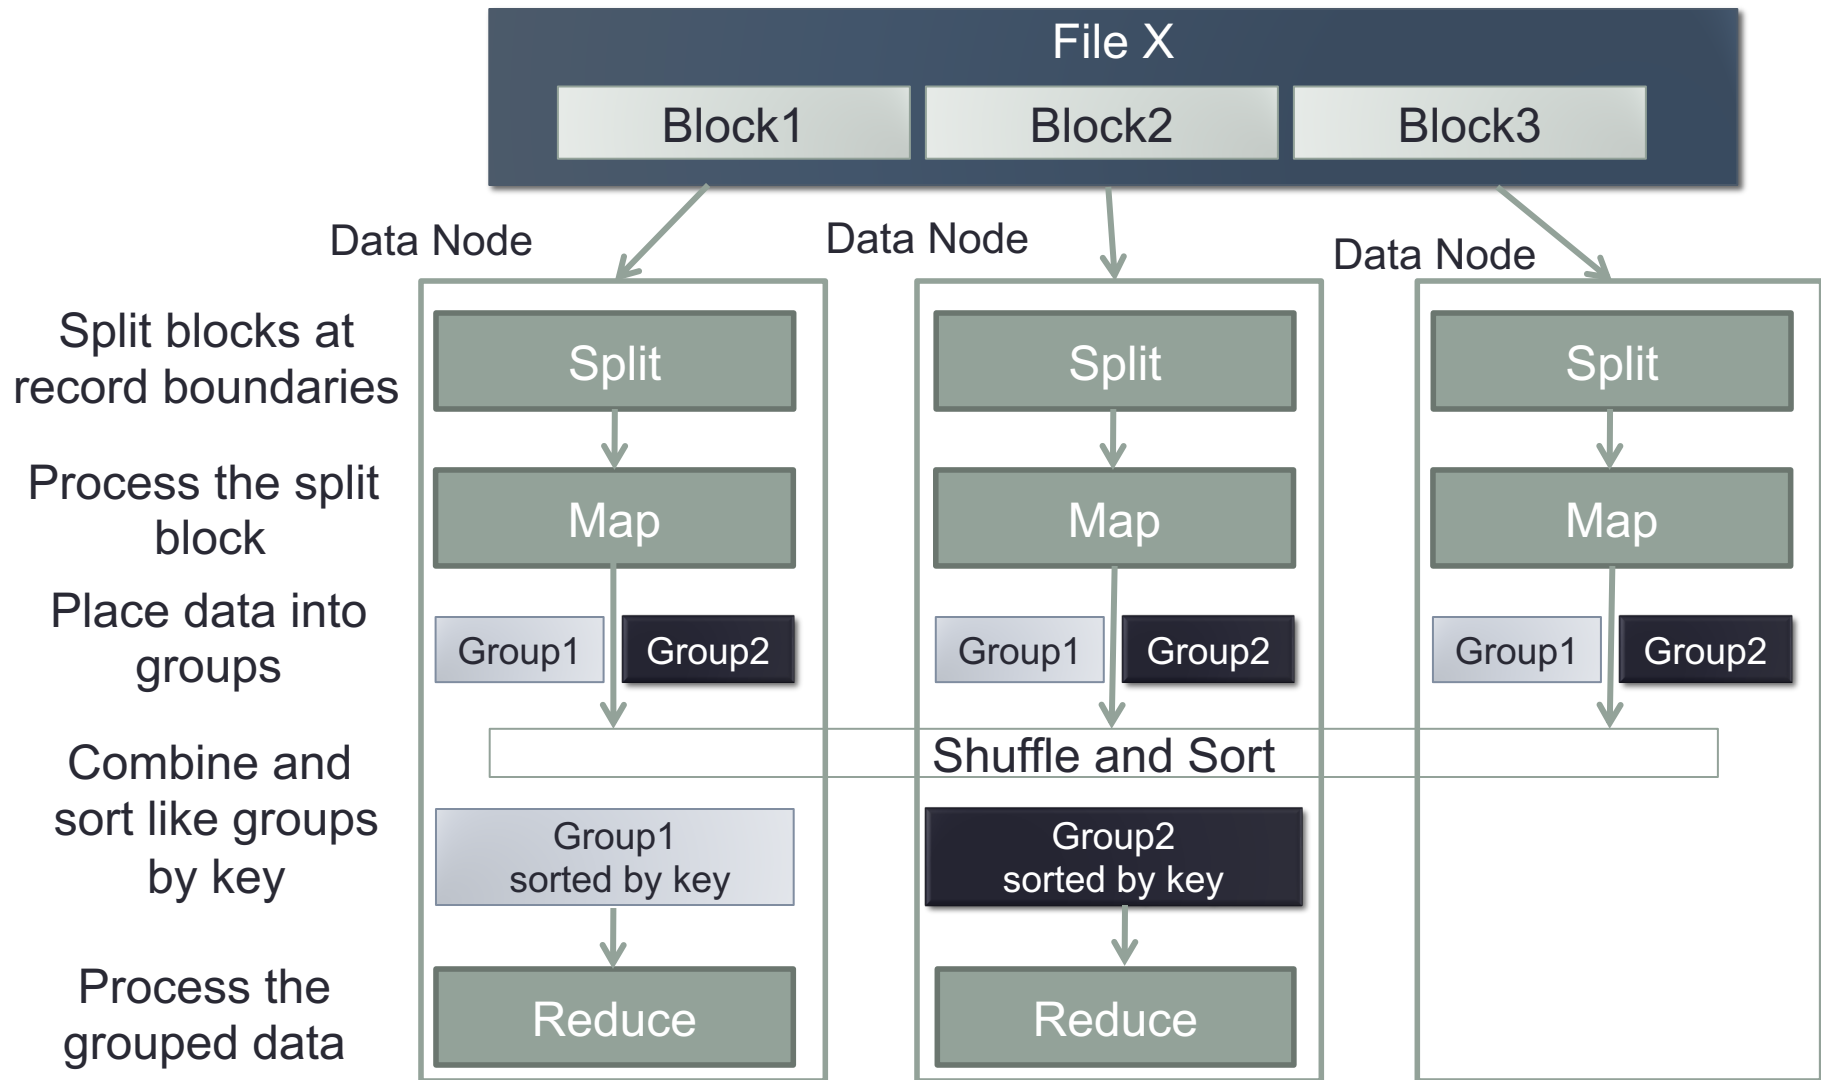 File X
Block1
Block2
Block3
Data Node
Data Node
Data Node
Split blocks at
record boundaries
Split
Split
Split
Process the split
block
Map
Map
Map
Place data into
groups
Group1
Group2
Group1
Group2
Group1
Group2
Combine and
sort like groups
by key
Shuffle and Sort
Group1
sorted by key
Group2
sorted by key
Process the
grouped data
Reduce
Reduce